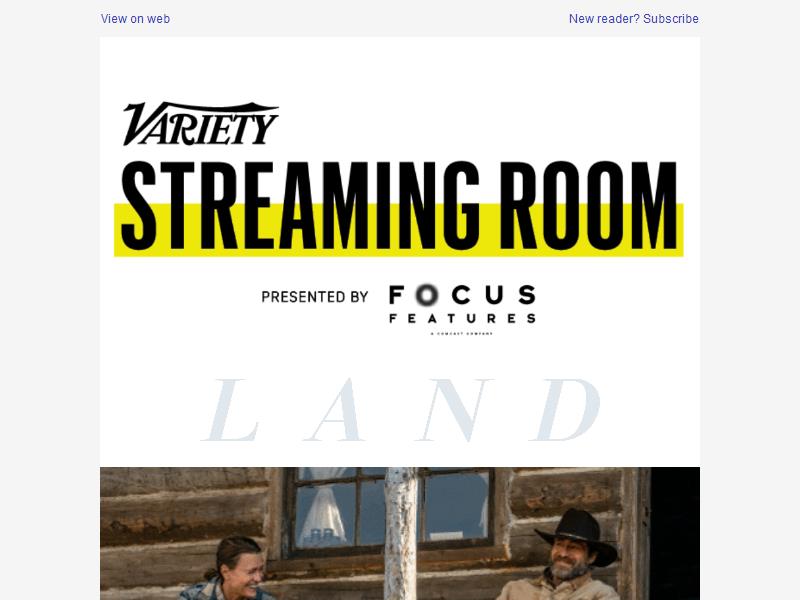 View on web
New reader? Subscribe
VARIETY
STREAMING ROOM
PRESENTED BY
FOCUS
FEATURES
A COMCAST COMPANY
LAND